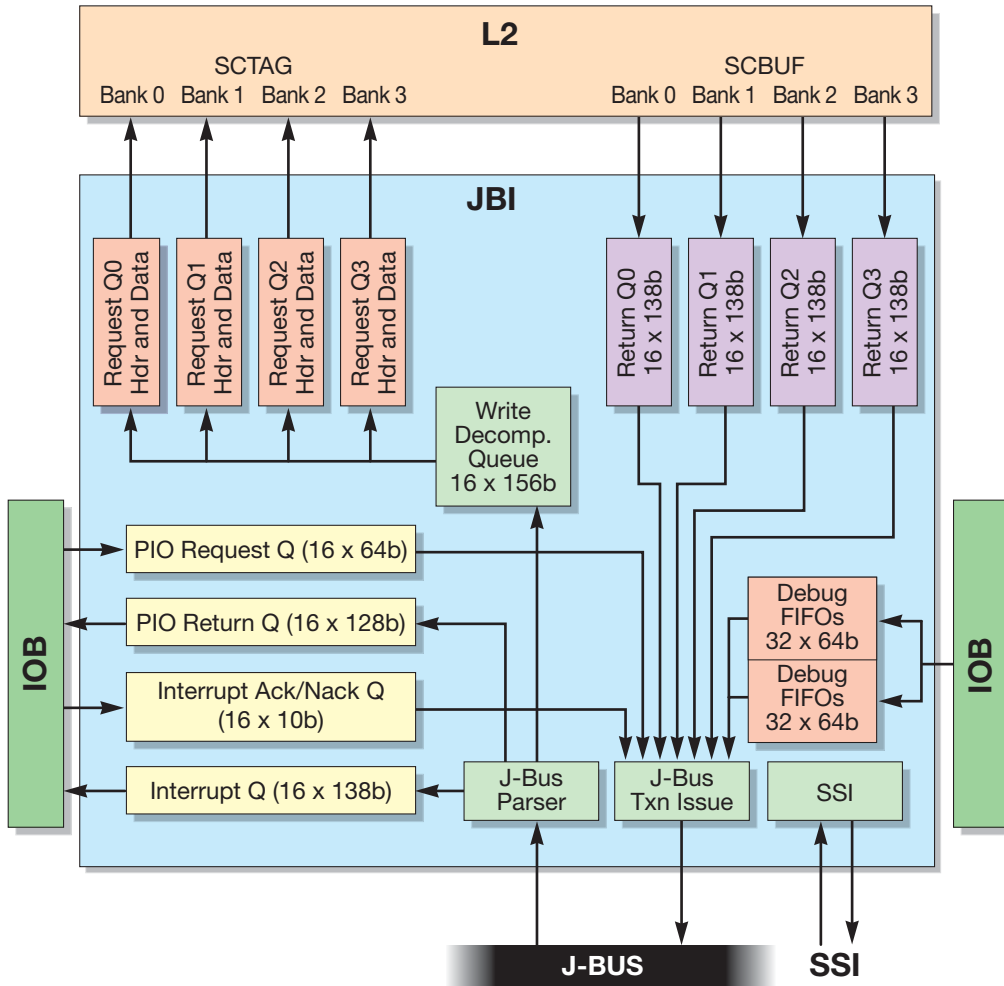 L2
SCTAG
SCBUF
Bank 0
Bank 1
Bank 2
Bank 3
Bank 0
Bank 1
Bank 2
Bank 3
JBI
Request Q0
Hdr and Data
Request Q1
Hdr and Data
Request Q2
Hdr and Data
Request Q3
Hdr and Data
Return Q0
16 x 138b
Return Q1
16 x 138b
Return Q2
16 x 138b
Return Q3
16 x 138b
Write
Decomp.
Queue
16 x 156b
IOB
PIO Request Q (16 x 64b)
PIO Return Q (16 x 128b)
Interrupt Ack/Nack Q
(16 x 10b)
Interrupt Q (16 x 138b)
Debug
FIFOs
32 x 64b
Debug
FIFOs
32 x 64b
IOB
J-Bus
Parser
J-Bus
Txn Issue
SSI
J-BUS
SSI